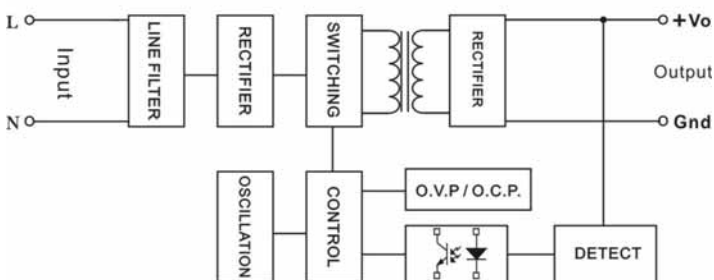 L
Input
N
LINE FILTER
RECTIFIER
SWITCHING
RECTIFIER
+Vo
Output
Gnd
OSCILLATION
CONTROL
O.V.P / O.C.P.
DETECT